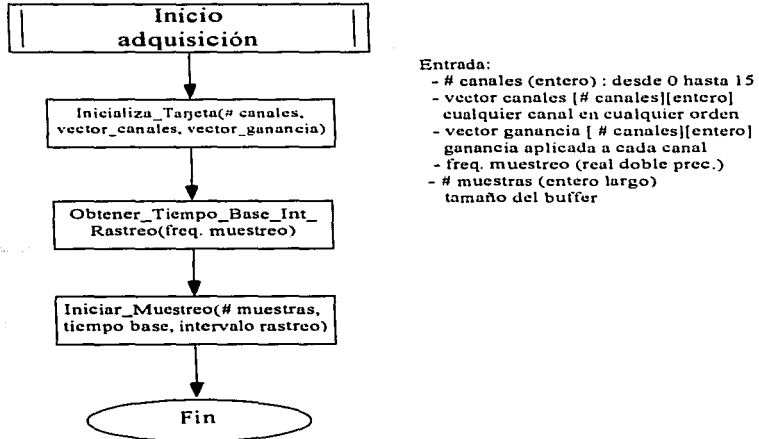 Inicio
adquisición
Inicializa_Tarjeta(# canales,
vector_canales, vector_ganancia)
Obtener_Tiempo_Base_Int_
Rastreo(freq. muestreo)
Iniciar_Muestreo(# muestras,
tiempo base, intervalo rastreo)
Fin
Entrada:
- # canales (entero) : desde 0 hasta 15
- vector canales [# canales][entero]
cualquier canal en cualquier orden
- vector ganancia [ # canales][entero]
ganancia aplicada a cada canal
- freq. muestreo (real doble prec.)
- # muestras (entero largo)
tamaño del buffer